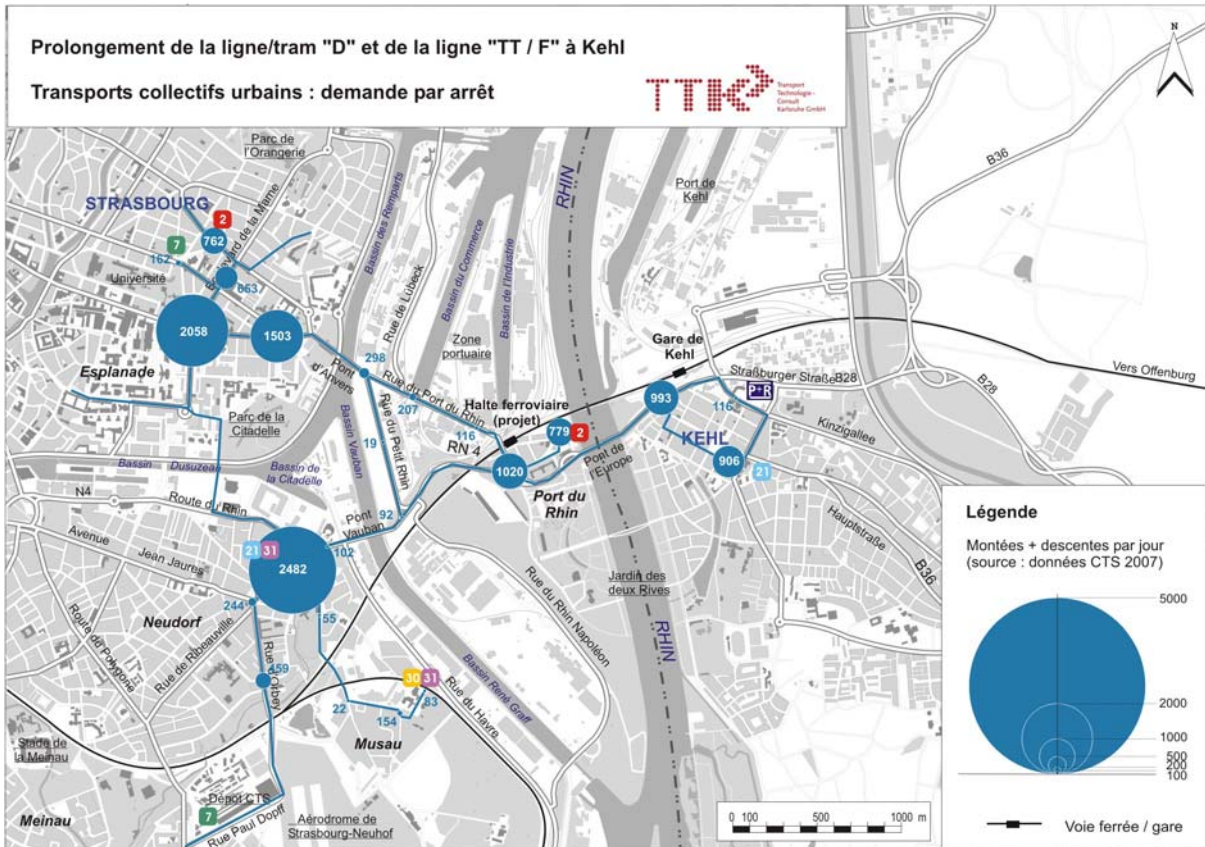 Prolongement de la ligne/tram "D" et de la ligne "TT / F" à Kehl
Transports collectifs urbains : demande par arrêt
TTK
Transport
Technologie -
Consult
Karlsruhe GmbH
N
Parc de
l'Orangerie
B36
STRASBOURG
2
762
7
162
Boulevard de la Marne
Université
663
2058
1503
Esplanade
Bassin des Remparts
Rue de Lübeck
Bassin du Commerce
Bassin de l'Industrie
RHIN
Port de
Kehl
Zone
portuaire
Pont
d'Anvers
298
Rue du Port du Rhin
207
116
RN 4
Halte ferroviaire
(projet)
Gare de
Kehl
Straßburger Straße
B28
P+R
116
B28
Vers Offenburg
Kinzigallee
993
KEHL
906
21
779
2
1020
Pont de
l'Europe
Port du
Rhin
Parc de la
Citadelle
Bassin Dusuzeau
Bassin de
la Citadelle
Bassin Vauban
19
Rue du Petit Rhin
92
Pont
Vauban
102
N4
Route du Rhin
Avenue
Jean Jaures
21
31
2482
244
Neudorf
Route du Polygone
Rue de Ribeauville
Rue d'Orbey
459
55
22
154
83
30
31
Musau
Rue du Havre
Bassin René Graff
Rue du Rhin Napoléon
Jardin des
deux Rives
RHIN
Hauptstraße
B36
Stade de
la Meinau
Meinau
7
Dépôt CTS
Rue Paul Dopff
Aérodrome de
Strasbourg-Neuhof
0 100 500 1000 m
Légende
Montées + descentes par jour
(source : données CTS 2007)
5000
2000
1000
500
200
100
Voie ferrée / gare